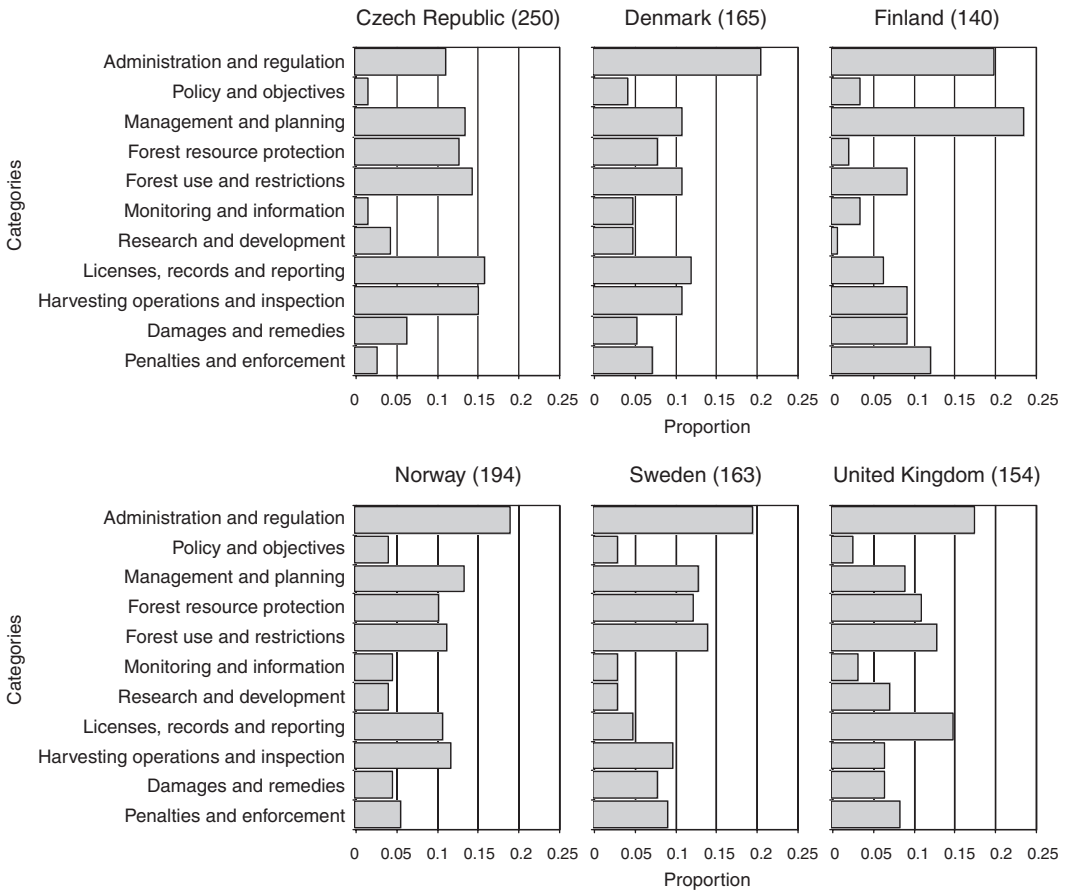 Czech Republic (250)
Denmark (165)
Finland (140)
Categories
Administration and regulation
Policy and objectives
Management and planning
Forest resource protection
Forest use and restrictions
Monitoring and information
Research and development
Licenses, records and reporting
Harvesting operations and inspection
Damages and remedies
Penalties and enforcement
0 0.05 0.1 0.15 0.2 0.25
0 0.05 0.1 0.15 0.2 0.25
0 0.05 0.1 0.15 0.2 0.25
Proportion
Norway (194)
Sweden (163)
United Kingdom (154)
Categories
Administration and regulation
Policy and objectives
Management and planning
Forest resource protection
Forest use and restrictions
Monitoring and information
Research and development
Licenses, records and reporting
Harvesting operations and inspection
Damages and remedies
Penalties and enforcement
0 0.05 0.1 0.15 0.2 0.25
0 0.05 0.1 0.15 0.2 0.25
0 0.05 0.1 0.15 0.2 0.25
Proportion